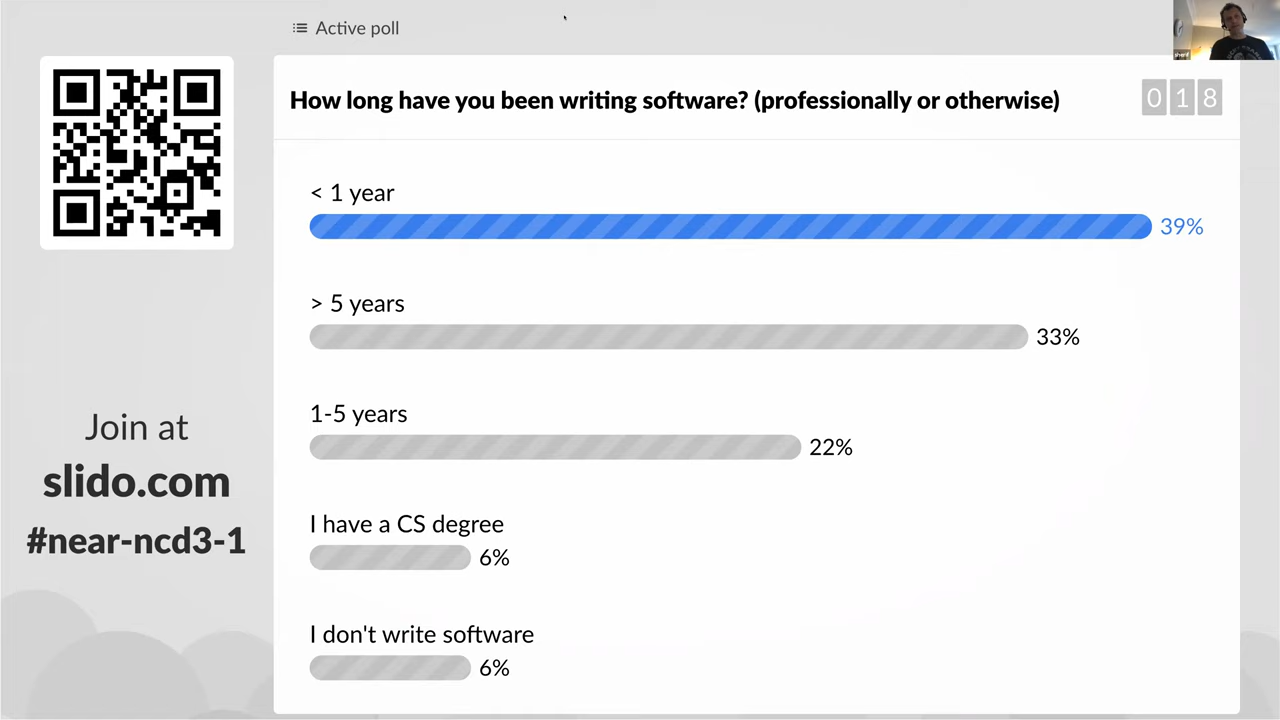 Active poll
How long have you been writing software? (professionally or otherwise)
018
< 1 year
39%
> 5 years
33%
1-5 years
22%
I have a CS degree
6%
I don't write software
6%
Join at
slido.com
#near-ncd3-1
sherif